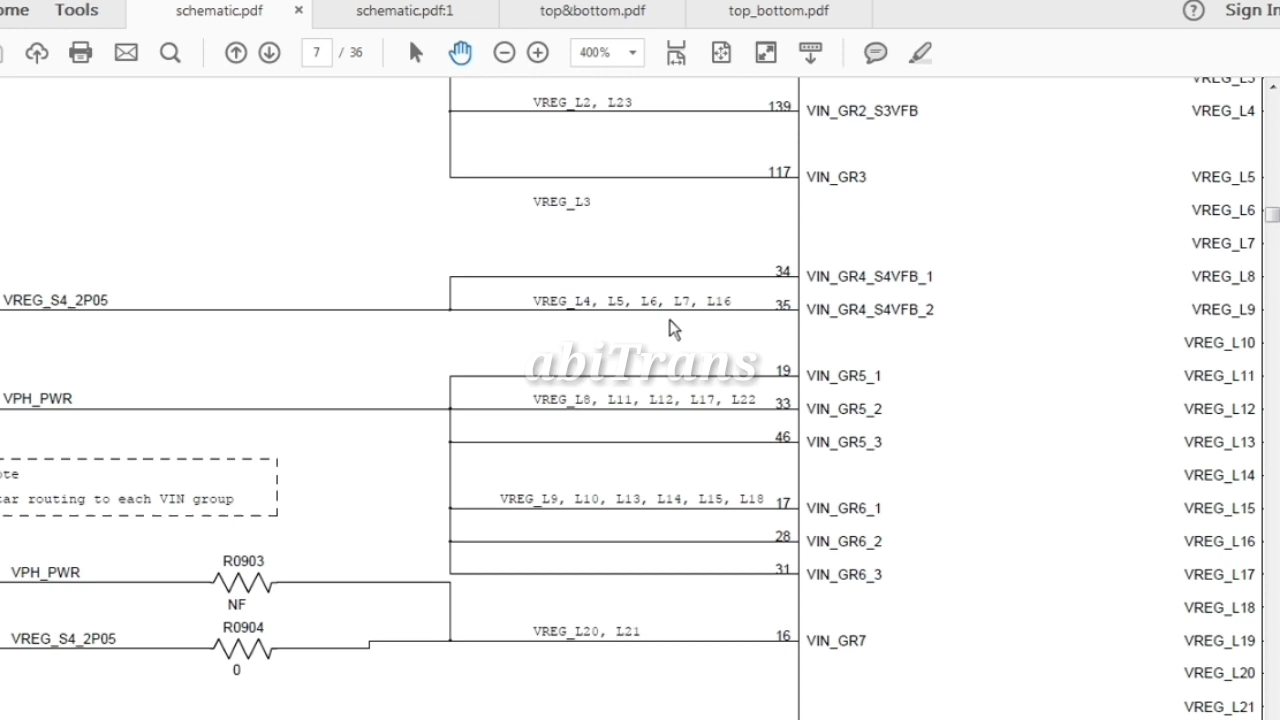 ome Tools schematic.pdf × schematic.pdf:1 top&bottom.pdf top_bottom.pdf ? Sign In
7 / 36 400%
VREG_L3
VREG_L2, L23 139 VIN_GR2_S3VFB VREG_L4
117 VIN_GR3 VREG_L5
VREG_L3 VREG_L6
VREG_L7
34 VIN_GR4_S4VFB_1 VREG_L8
VREG_S4_2P05 VREG_L4, L5, L6, L7, L16 35 VIN_GR4_S4VFB_2 VREG_L9
VREG_L10
abiTrans
19 VIN_GR5_1 VREG_L11
VPH_PWR VREG_L8, L11, L12, L17, L22 33 VIN_GR5_2 VREG_L12
46 VIN_GR5_3 VREG_L13
ote VREG_L14
tar routing to each VIN group VREG_L9, L10, L13, L14, L15, L18 17 VIN_GR6_1 VREG_L15
28 VIN_GR6_2 VREG_L16
R0903
VPH_PWR 31 VIN_GR6_3 VREG_L17
NF VREG_L18
R0904
VREG_S4_2P05 VREG_L20, L21 16 VIN_GR7 VREG_L19
0 VREG_L20
VREG_L21